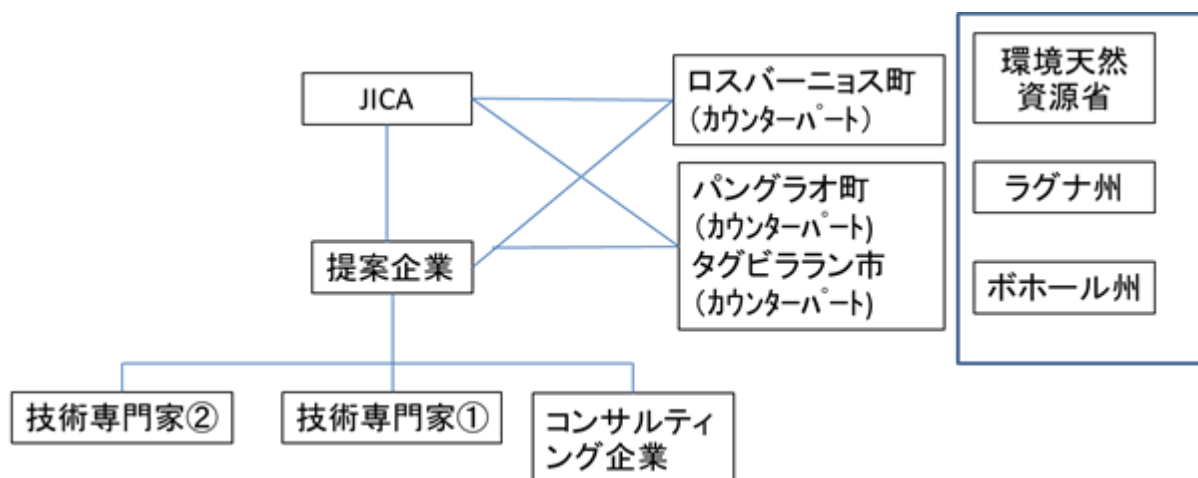 JICA
ロスバーニョス町
(ｶｳﾝﾀｰﾊﾟｰﾄ)
環境天然
資源省
パングラオ町
(ｶｳﾝﾀｰﾊﾟｰﾄ)
タグビララン市
(ｶｳﾝﾀｰﾊﾟｰﾄ)
ラグナ州
提案企業
ボホール州
技術専門家②
技術専門家①
コンサルティ
ング企業